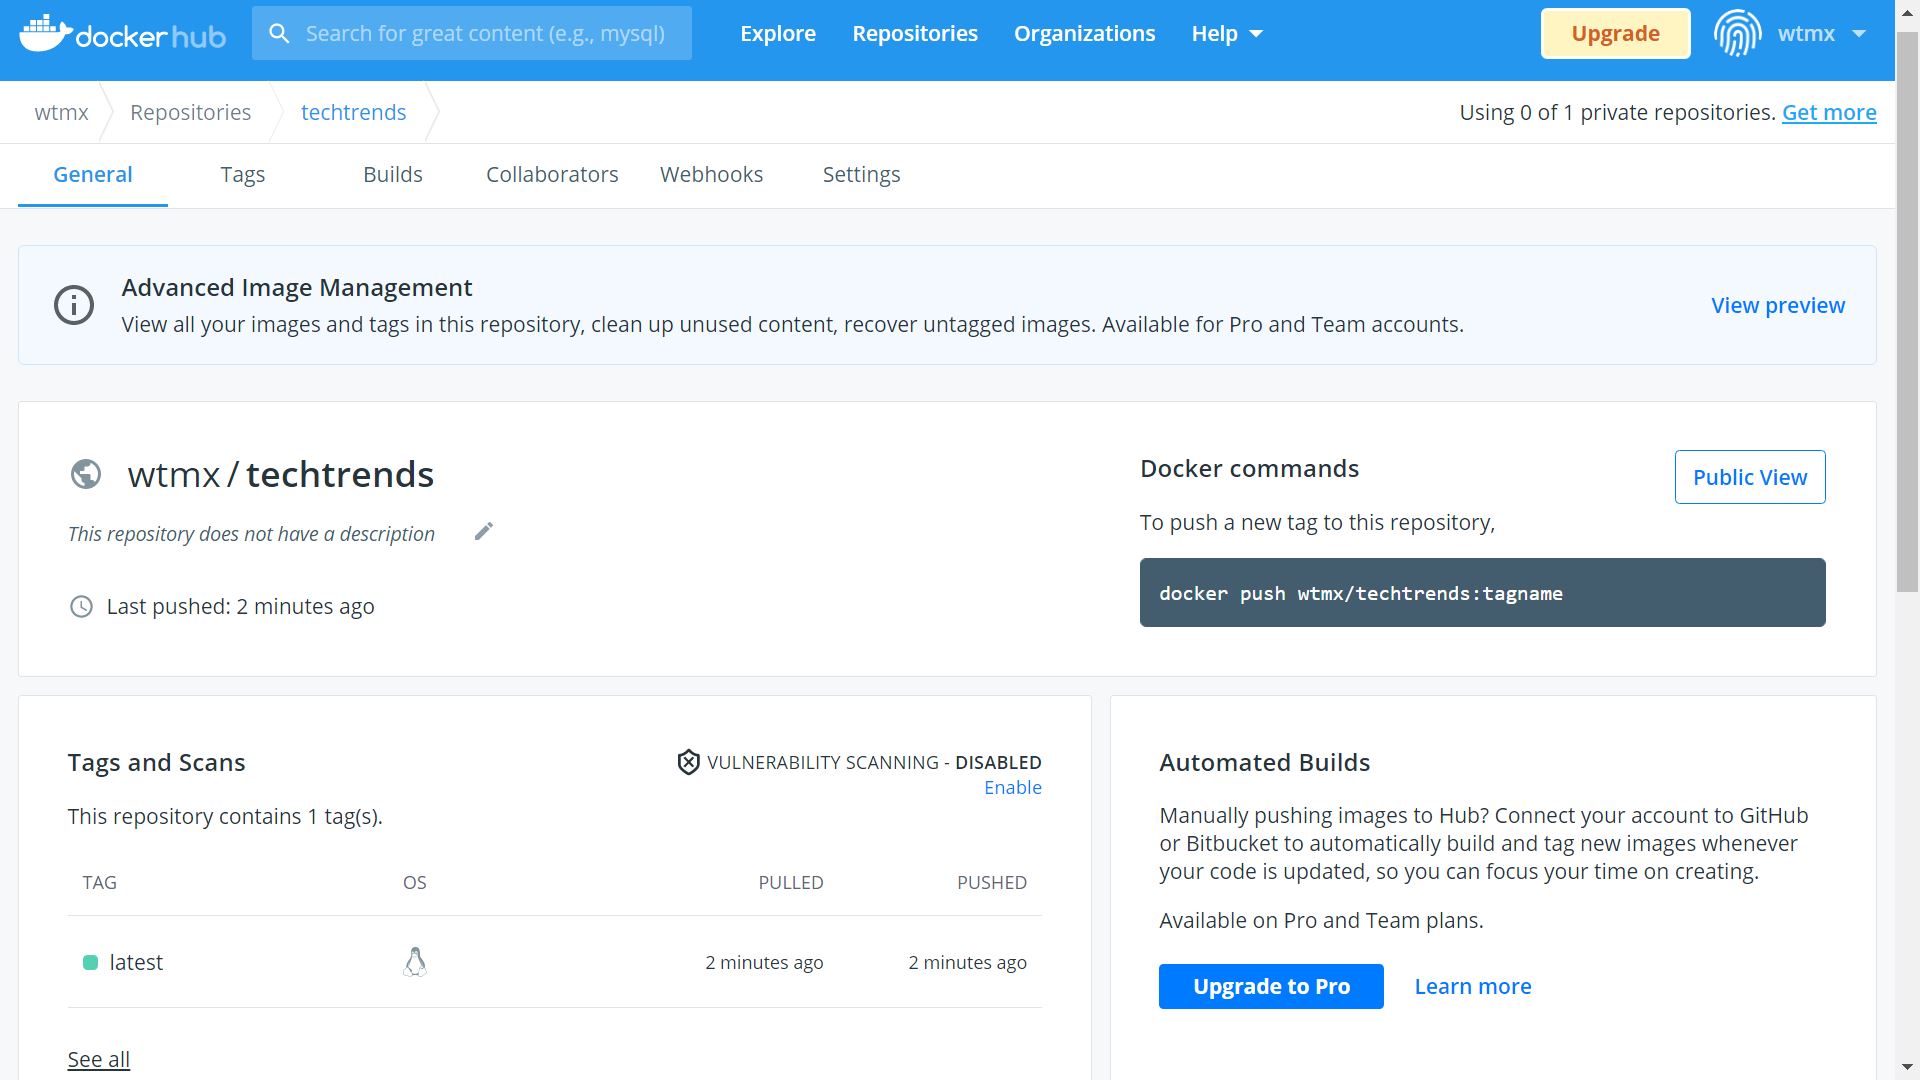 docker hub
Search for great content (e.g., mysql)
Explore
Repositories
Organizations
Help
Upgrade
wtmx
wtmx
Repositories
techtrends
Using 0 of 1 private repositories. Get more
General
Tags
Builds
Collaborators
Webhooks
Settings
Advanced Image Management
View all your images and tags in this repository, clean up unused content, recover untagged images. Available for Pro and Team accounts.
View preview
wtmx / techtrends
This repository does not have a description
Last pushed: 2 minutes ago
Docker commands
Public View
To push a new tag to this repository,
docker push wtmx/techtrends:tagname
Tags and Scans
VULNERABILITY SCANNING - DISABLED
Enable
This repository contains 1 tag(s).
TAG OS PULLED PUSHED
latest 2 minutes ago 2 minutes ago
See all
Automated Builds
Manually pushing images to Hub? Connect your account to GitHub
or Bitbucket to automatically build and tag new images whenever
your code is updated, so you can focus your time on creating.
Available on Pro and Team plans.
Upgrade to Pro
Learn more